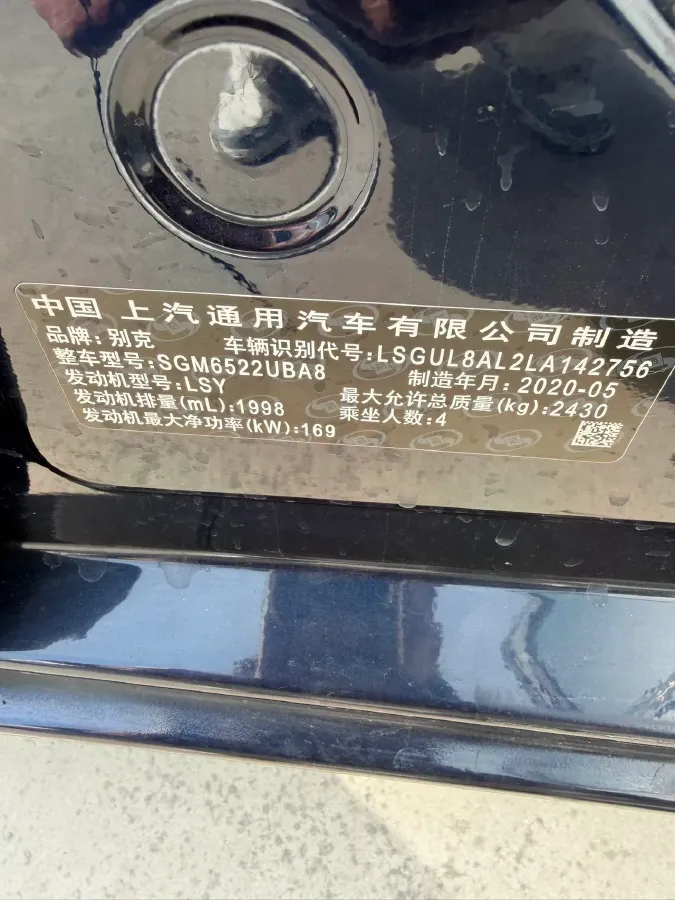 中国 上汽通用汽车有限公司制造
品牌:别克 车辆识别代号:LSGUL8AL2LA142756
整车型号:SGM6522UBA8 制造年月:2020-05
发动机型号:LSY 最大允许总质量(kg):2430
发动机排量(mL):1998 乘坐人数:4
发动机最大净功率(kW):169